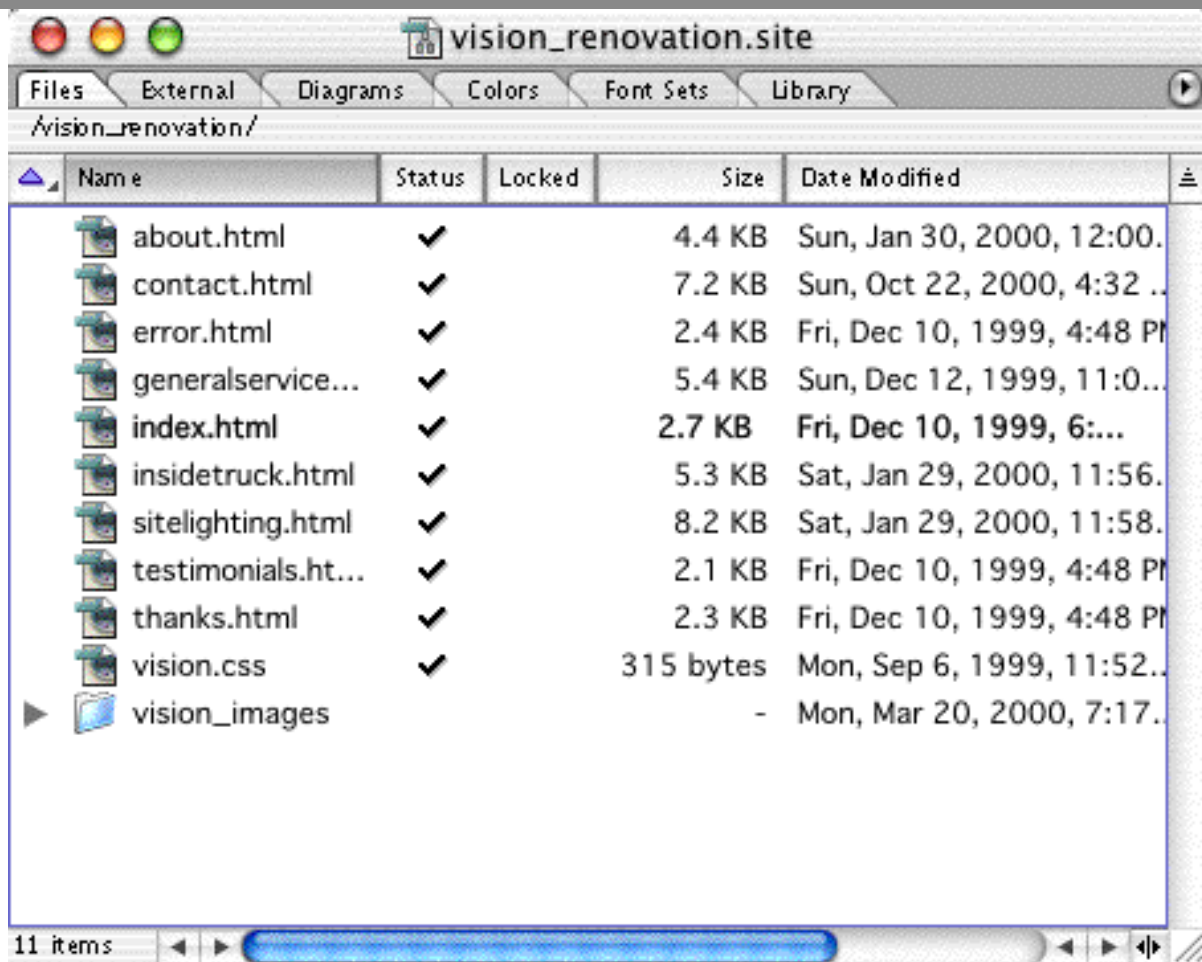 vision_renovation.site
Files External Diagrams Colors Font Sets Library
/vision_renovation/
Name Status Locked Size Date Modified
about.html 4.4 KB Sun, Jan 30, 2000, 12:00.
contact.html 7.2 KB Sun, Oct 22, 2000, 4:32 ..
error.html 2.4 KB Fri, Dec 10, 1999, 4:48 PM
generalservice... 5.4 KB Sun, Dec 12, 1999, 11:0...
index.html 2.7 KB Fri, Dec 10, 1999, 6:...
insidetruck.html 5.3 KB Sat, Jan 29, 2000, 11:56.
sitelighting.html 8.2 KB Sat, Jan 29, 2000, 11:58.
testimonials.ht... 2.1 KB Fri, Dec 10, 1999, 4:48 PM
thanks.html 2.3 KB Fri, Dec 10, 1999, 4:48 PM
vision.css 315 bytes Mon, Sep 6, 1999, 11:52..
vision_images - Mon, Mar 20, 2000, 7:17..
11 items